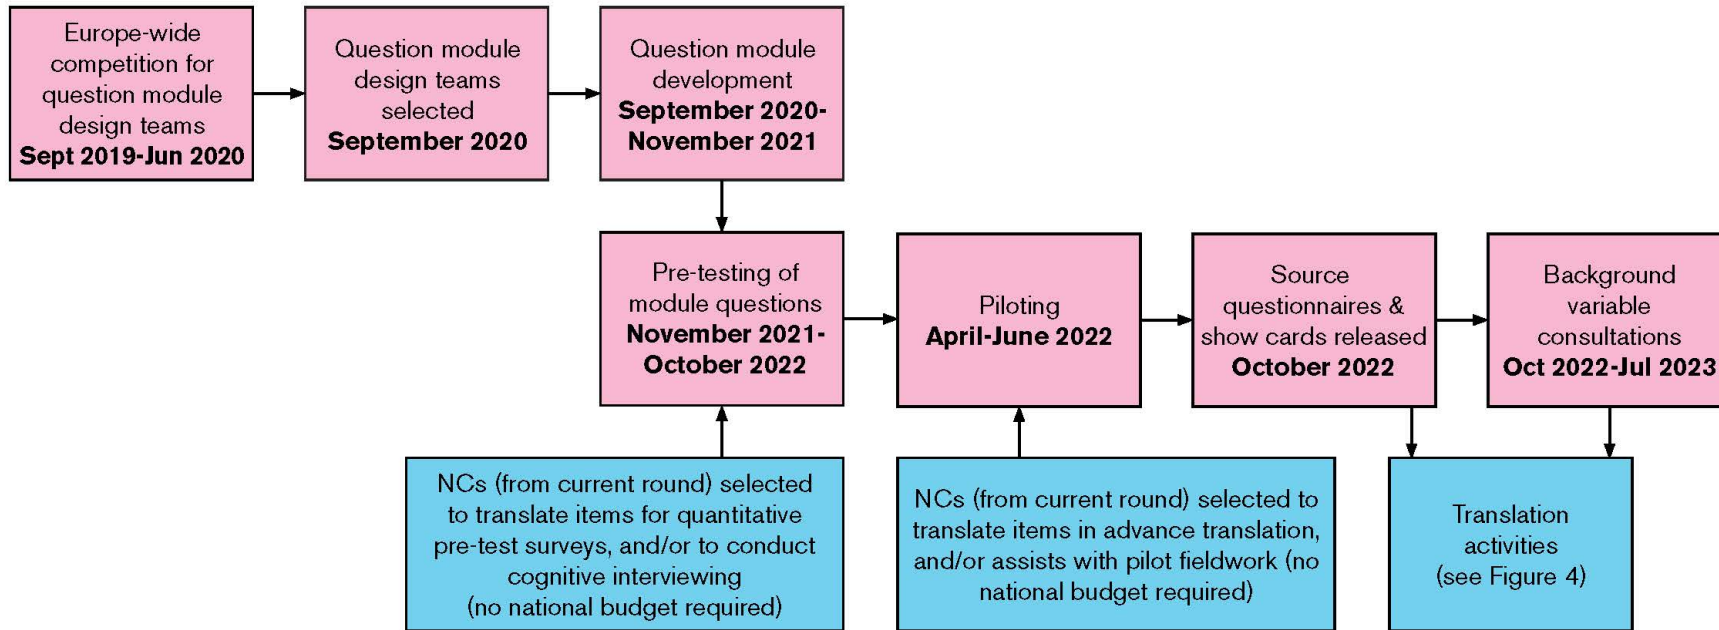 Europe-wide
competition for
question module
design teams
Sept 2019-Jun 2020
Question module
design teams
selected
September 2020
Question module
development
September 2020-
November 2021
Pre-testing of
module questions
November 2021-
October 2022
Piloting
April-June 2022
Source
questionnaires &
show cards released
October 2022
Background
variable
consultations
Oct 2022-Jul 2023
NCs (from current round) selected
to translate items for quantitative
pre-test surveys, and/or to conduct
cognitive interviewing
(no national budget required)
NCs (from current round) selected to
translate items in advance translation,
and/or assists with pilot fieldwork (no
national budget required)
Translation
activities
(see Figure 4)